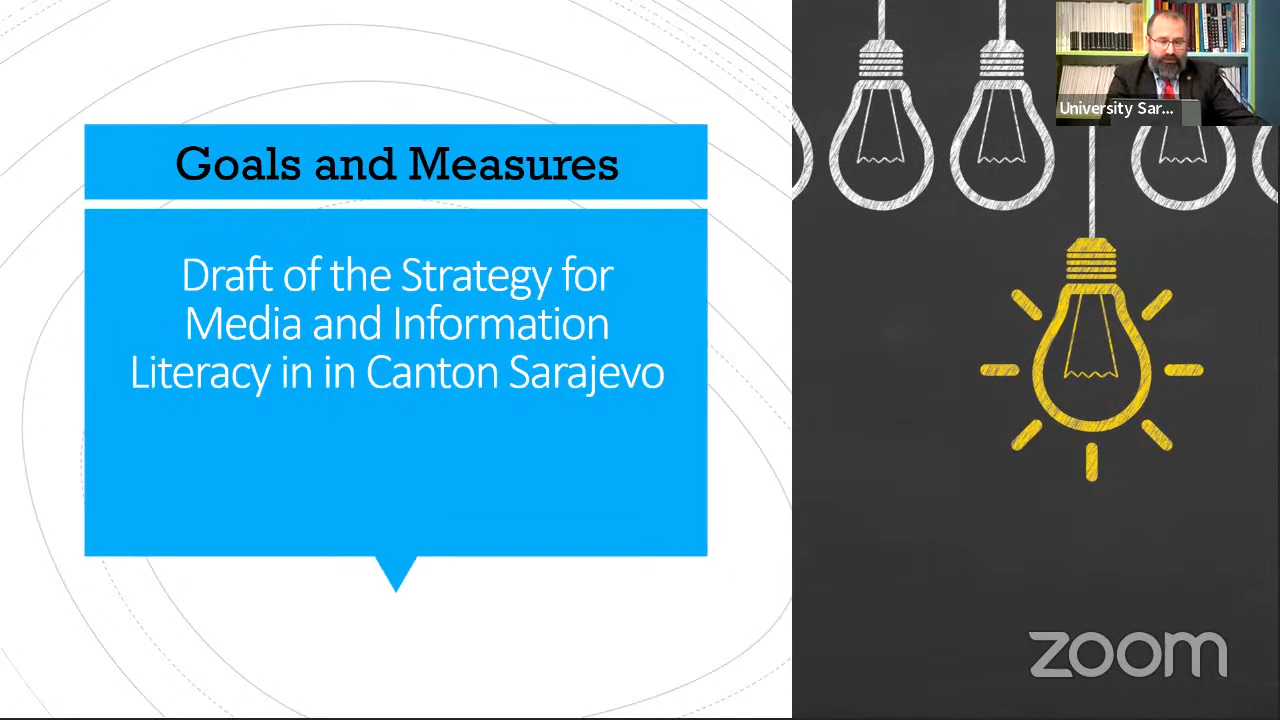 Goals and Measures
Draft of the Strategy for
Media and Information
Literacy in in Canton Sarajevo
University Sar...
zoom